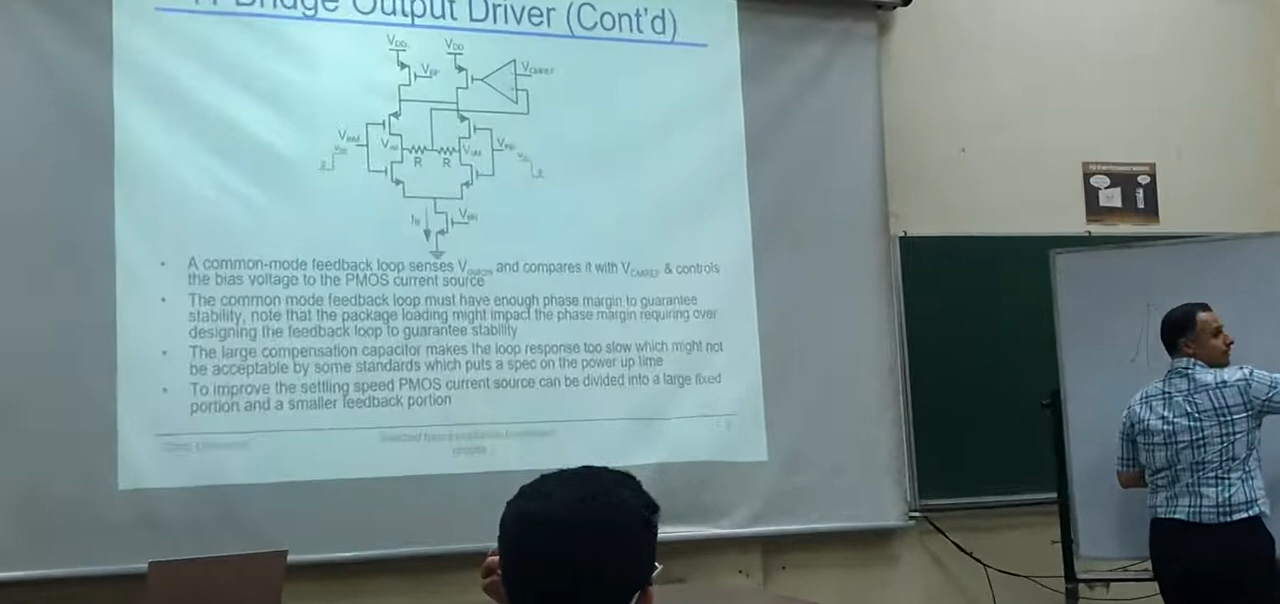 Bridge Output Driver (Cont'd)
VDD VDD
VCMREF
R R
• A common-mode feedback loop senses and compares it with VCMREF & controls
the bias voltage to the PMOS current source
• The common mode feedback loop must have enough phase margin to guarantee
stability, note that the package loading might impact the phase margin requiring over
designing the feedback loop to guarantee stability
• The large compensation capacitor makes the loop response too slow which might not
be acceptable by some standards which puts a spec on the power up time
• To improve the settling speed PMOS current source can be divided into a large fixed
portion and a smaller feedback portion